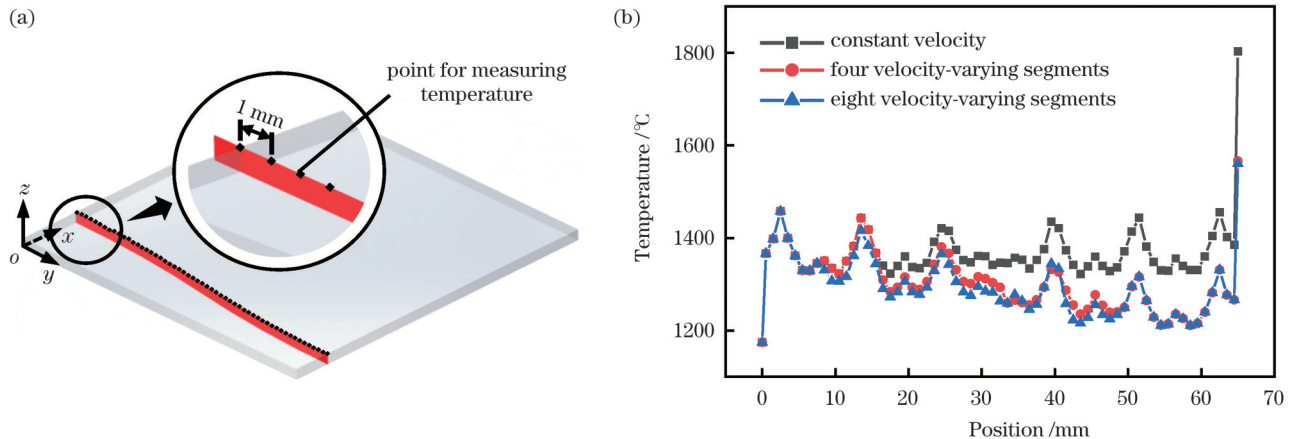 (a)
point for measuring
temperature
1 mm
z
x
o
y
(b)
constant velocity
four velocity-varying segments
eight velocity-varying segments
Temperature /℃
1800
1600
1400
1200
0 10 20 30 40 50 60 70
Position /mm